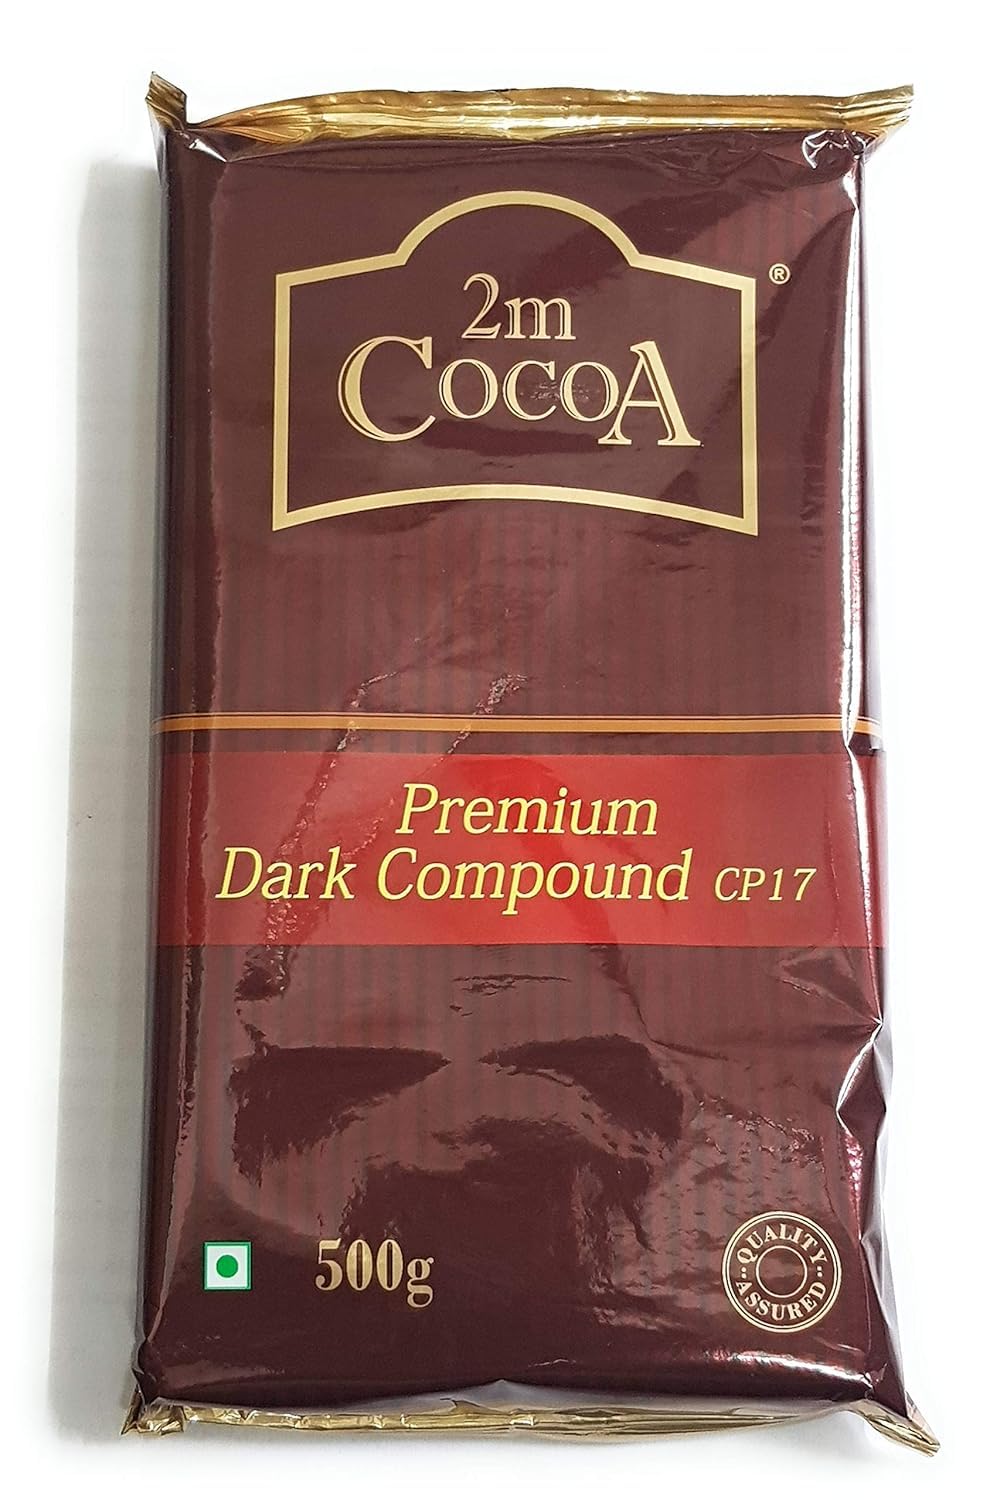 2m
CocoA
®
Premium
Dark Compound CP17
500g
QUALITY
ASSURED